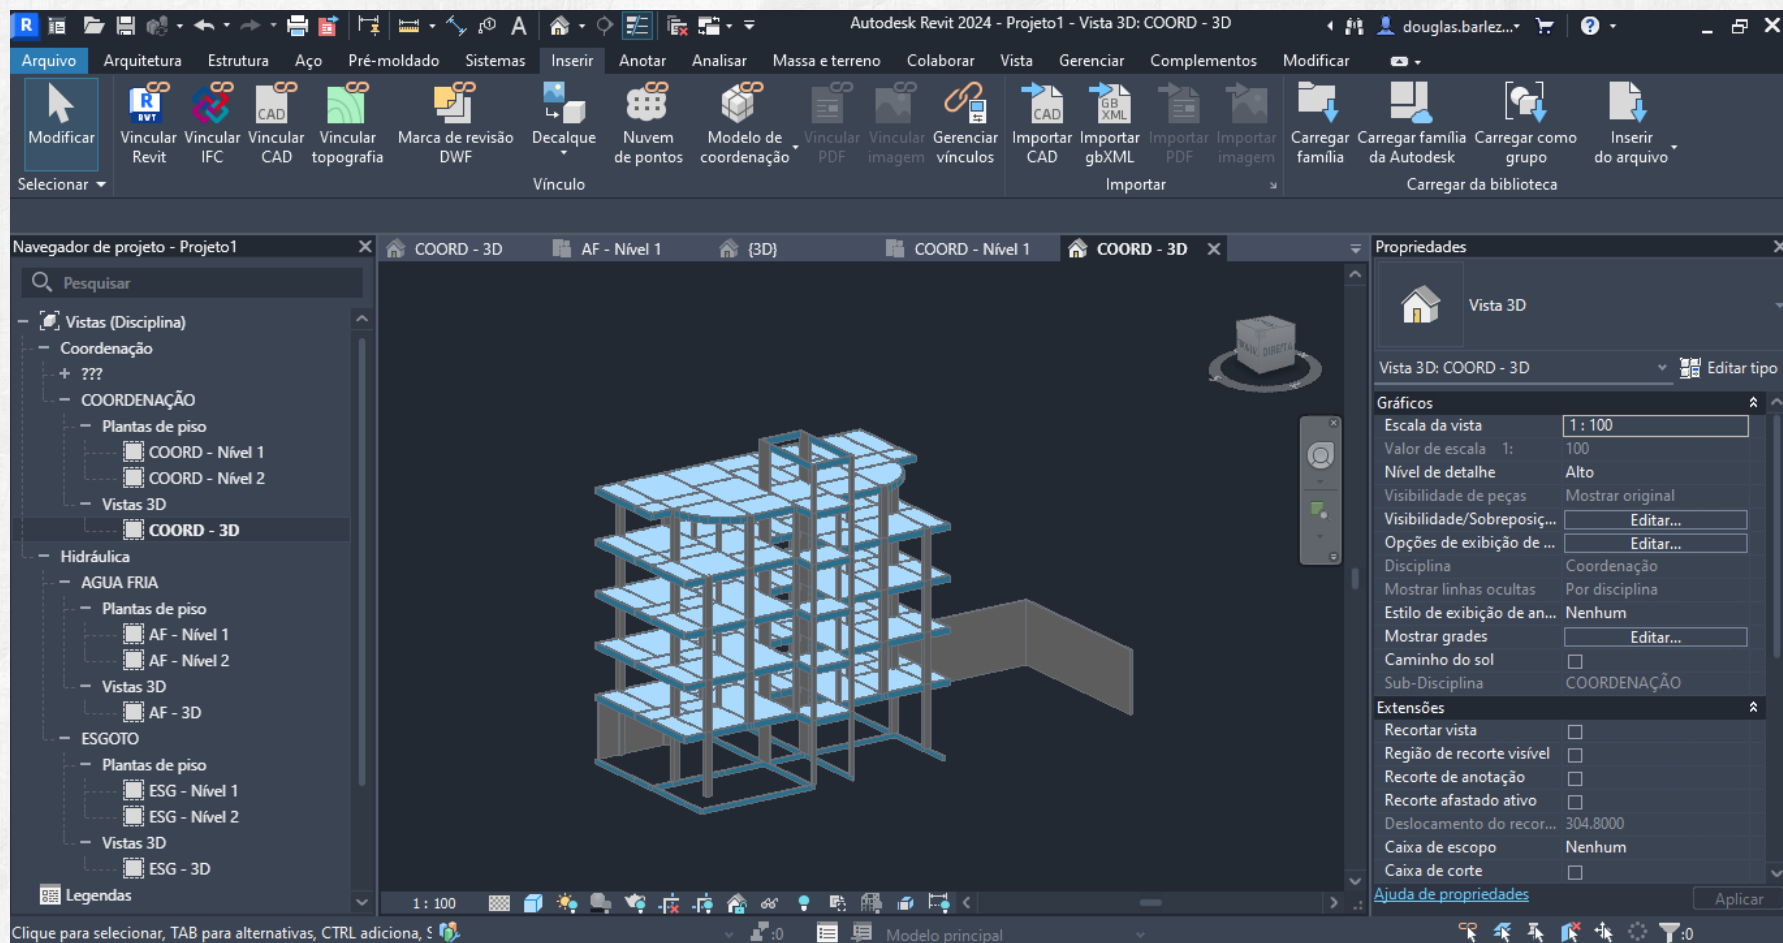 Autodesk Revit 2024 - Projeto1 - Vista 3D: COORD - 3D
douglas.barlez...
Arquivo Arquitetura Estrutura Aço Pré-moldado Sistemas Inserir Anotar Analisar Massa e terreno Colaborar Vista Gerenciar Complementos Modificar
Modificar
Vincular Revit
Vincular IFC
Vincular CAD
Vincular topografia
Marca de revisão DWF
Decalque
Nuvem de pontos
Modelo de coordenação
Vincular PDF
Vincular imagem
Gerenciar vínculos
Importar CAD
Importar gbXML
Importar PDF
Importar imagem
Carregar família
Carregar família da Autodesk
Carregar como grupo
Inserir do arquivo
Selecionar
Vínculo
Importar
Carregar da biblioteca
Navegador de projeto - Projeto1
COORD - 3D
AF - Nível 1
{3D}
COORD - Nível 1
COORD - 3D
Propriedades
Pesquisar
Vistas (Disciplina)
Coordenação
???
COORDENAÇÃO
Plantas de piso
COORD - Nível 1
COORD - Nível 2
Vistas 3D
COORD - 3D
Hidráulica
AGUA FRIA
Plantas de piso
AF - Nível 1
AF - Nível 2
Vistas 3D
AF - 3D
ESGOTO
Plantas de piso
ESG - Nível 1
ESG - Nível 2
Vistas 3D
ESG - 3D
Legendas
DIREITA
Vista 3D
Vista 3D: COORD - 3D
Editar tipo
Gráficos
Escala da vista 1 : 100
Valor de escala 1: 100
Nível de detalhe Alto
Visibilidade de peças Mostrar original
Visibilidade/Sobreposiç... Editar...
Opções de exibição de ... Editar...
Disciplina Coordenação
Mostrar linhas ocultas Por disciplina
Estilo de exibição de an... Nenhum
Mostrar grades Editar...
Caminho do sol
Sub-Disciplina COORDENAÇÃO
Extensões
Recortar vista
Região de recorte visível
Recorte de anotação
Recorte afastado ativo
Deslocamento do recor... 304.8000
Caixa de escopo Nenhum
Caixa de corte
Ajuda de propriedades
Aplicar
1 : 100
Clique para selecionar, TAB para alternativas, CTRL adiciona, S
:0
Modelo principal
:0